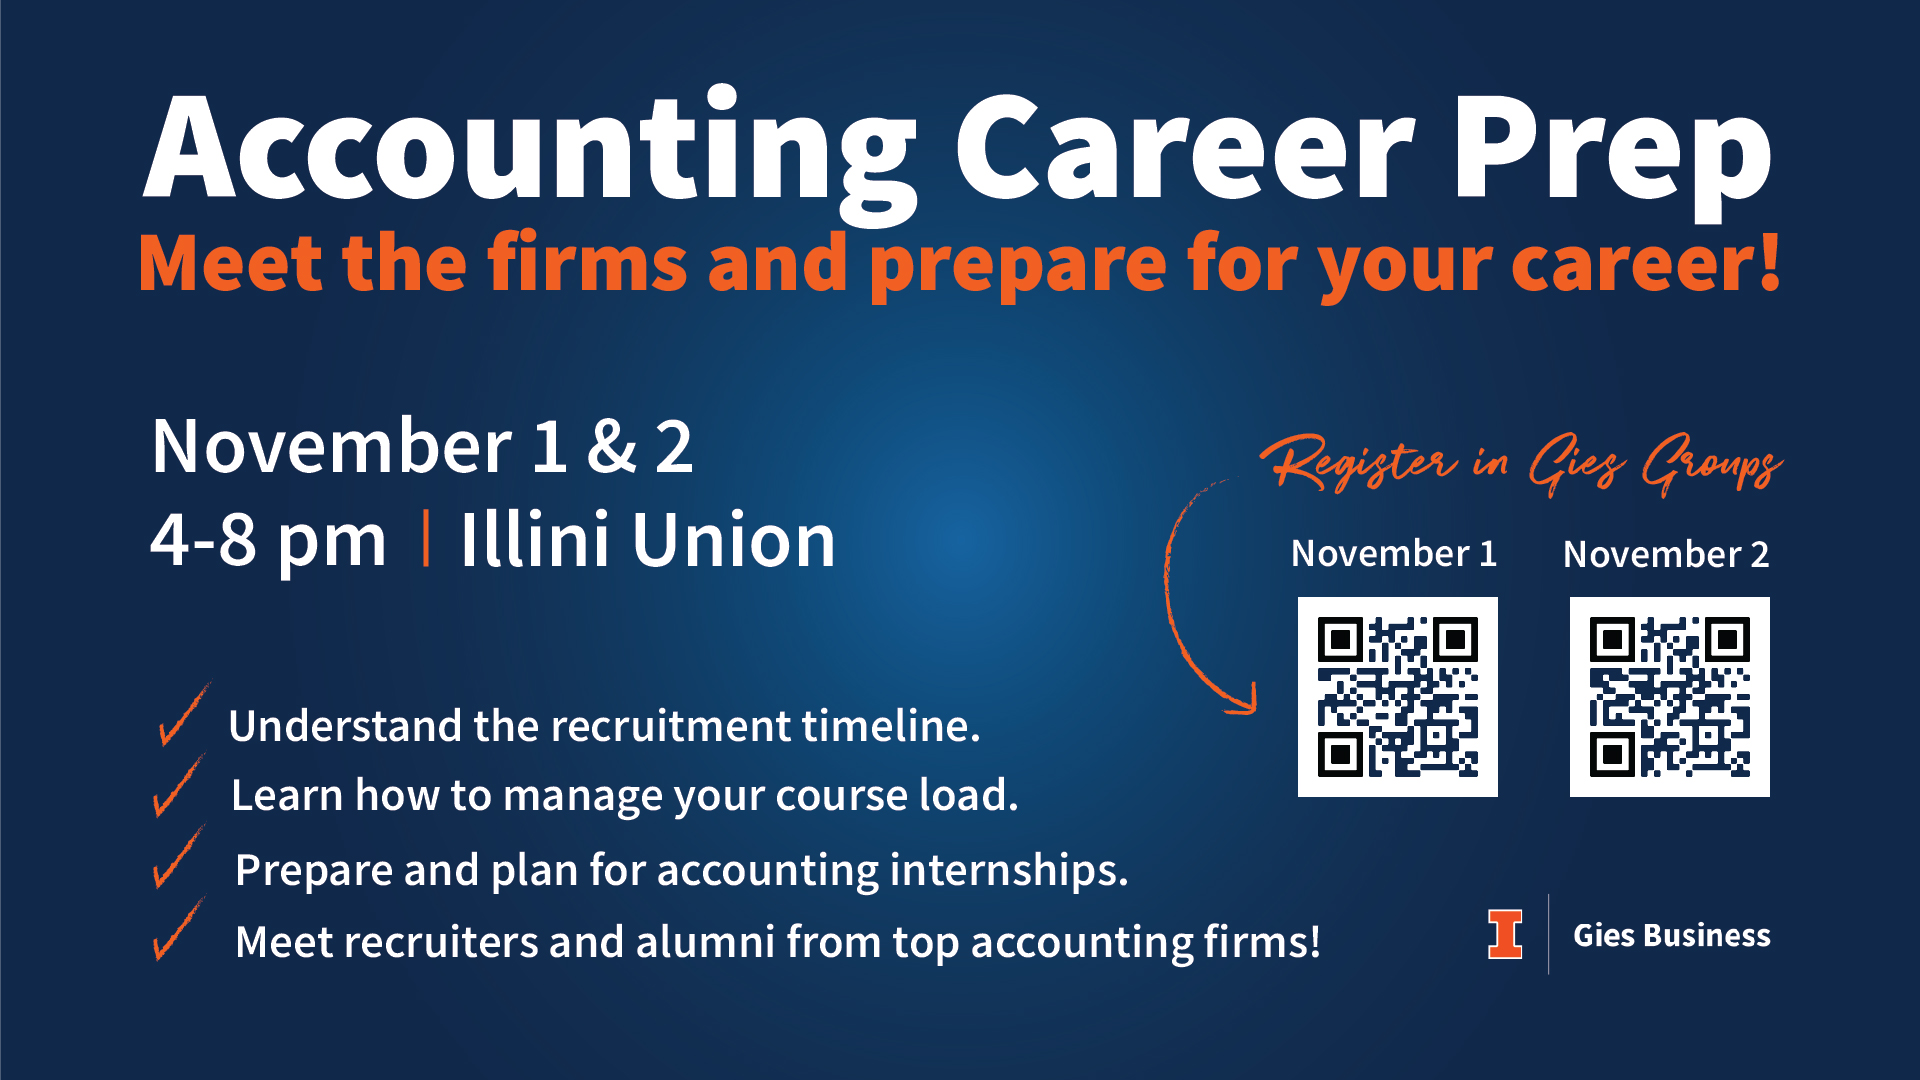 Accounting Career Prep
Meet the firms and prepare for your career!
November 1 & 2
4-8 pm | Illini Union
Understand the recruitment timeline.
Learn how to manage your course load.
Prepare and plan for accounting internships.
Meet recruiters and alumni from top accounting firms!
Register in Gies Groups
November 1
November 2
I | Gies Business